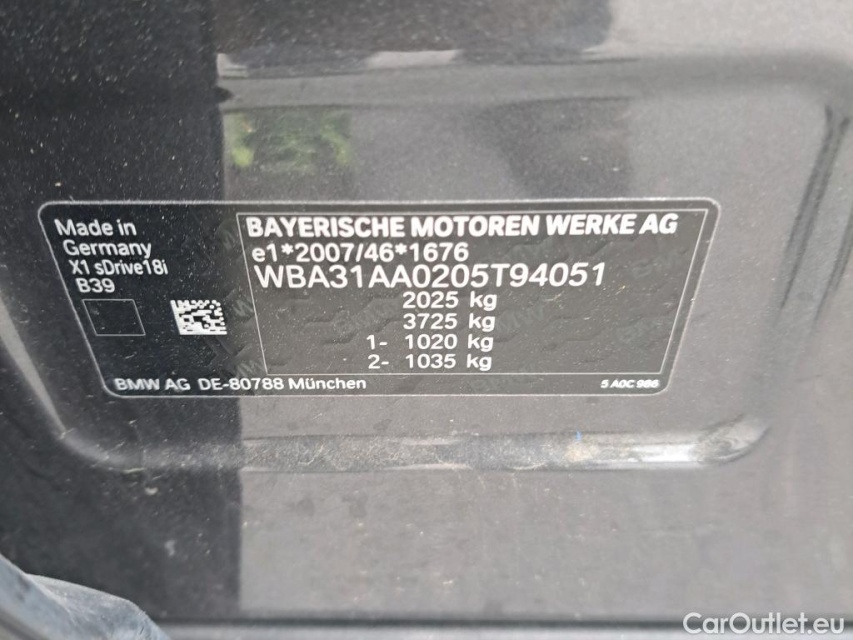 Made in
Germany
X1 sDrive18i
B39
BAYERISCHE MOTOREN WERKE AG
e1*2007/46*1676
WBA31AA0205T94051
2025 kg
3725 kg
1- 1020 kg
2- 1035 kg
BMW AG DE-80788 München
5 A0C 986
CarOutlet.eu